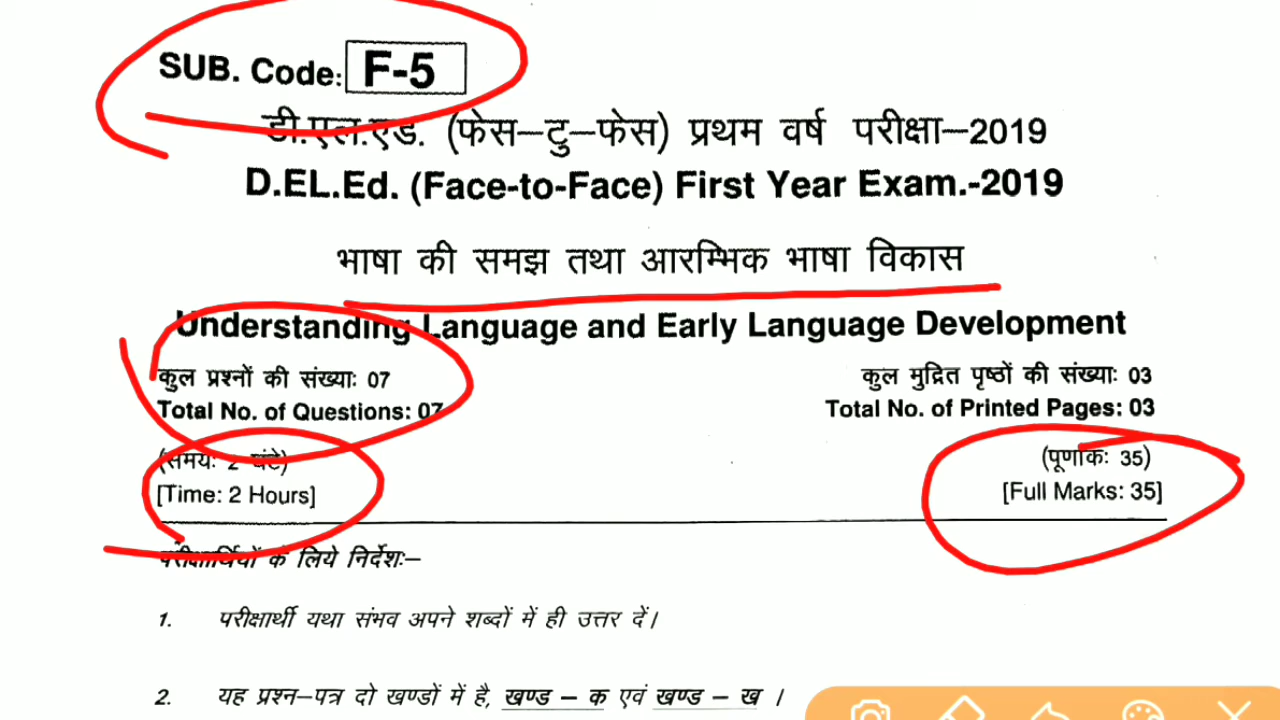 SUB. Code: F-5
डी.एल.एड. (फेस–टु–फेस) प्रथम वर्ष परीक्षा–2019
D.EL.Ed. (Face-to-Face) First Year Exam.-2019
भाषा की समझ तथा आरम्भिक भाषा विकास
Understanding Language and Early Language Development
कुल प्रश्नों की संख्याः 07
कुल मुद्रित पृष्ठों की संख्याः 03
Total No. of Questions: 07
Total No. of Printed Pages: 03
(समयः 2 घंटे)
(पूर्णांकः 35)
[Time: 2 Hours]
[Full Marks: 35]
परीक्षार्थियों के लिये निर्देशः–
1. परीक्षार्थी यथा संभव अपने शब्दों में ही उत्तर दें।
2. यह प्रश्न–पत्र दो खण्डों में है, खण्ड – क एवं खण्ड – ख ।